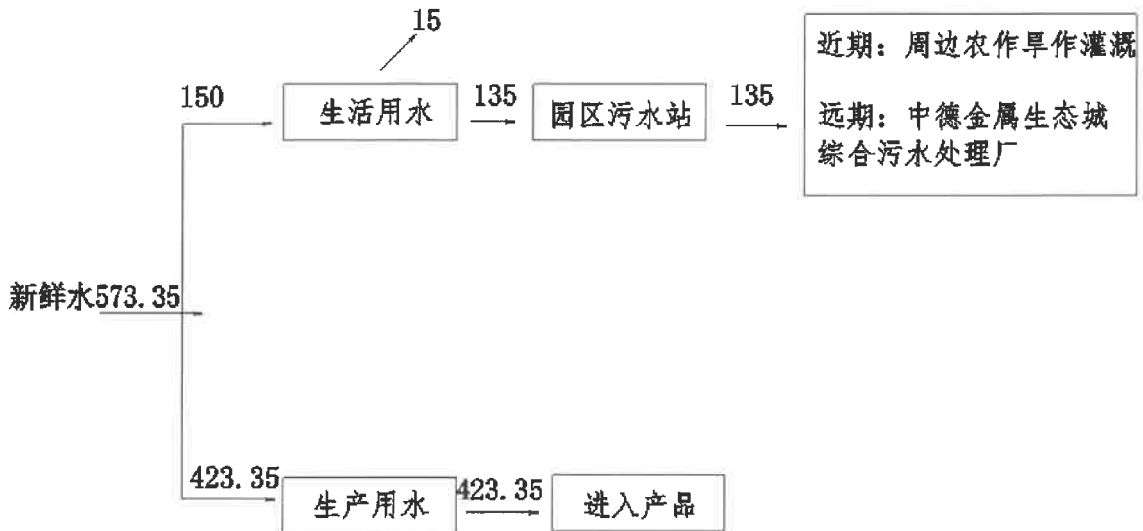 15
近期：周边农作旱作灌溉
150
生活用水
135
园区污水站
135
远期：中德金属生态城
综合污水处理厂
新鲜水573.35
423.35
生产用水
423.35
进入产品